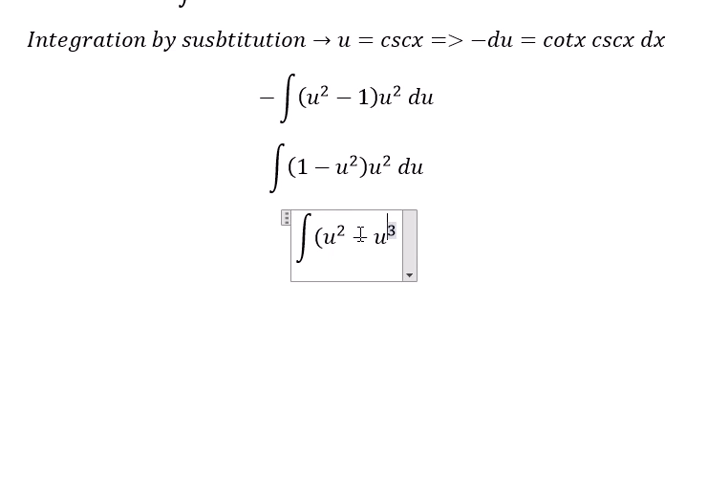 Integration by susbtitution → u = cscx => −du = cotx cscx dx
− ∫(u² − 1)u² du
∫(1 − u²)u² du
∫(u² − u³